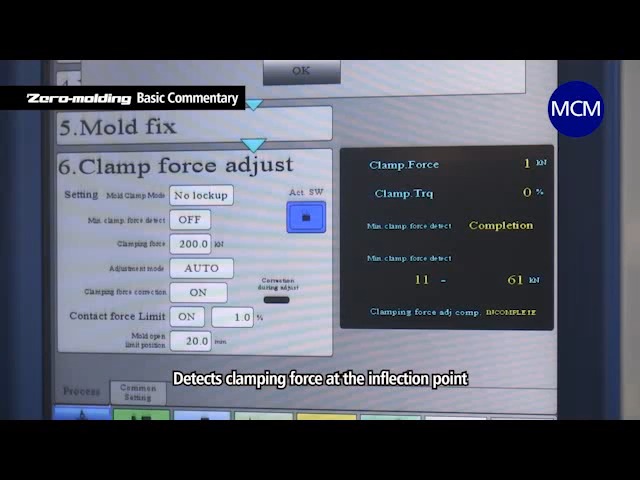 OK
Zero-molding Basic Commentary
MCM
5.Mold fix
6.Clamp force adjust
Setting Mold Clamp Mode No lockup Act. SW
Min. clamp. force detect OFF
Clamping force 200.0 kN
Adjustment mode AUTO
Clamping force correction ON
Correction
during adjust
Contact force Limit ON 1.0 %
Mold open
limit position 20.0 mm
Clamp.Force 1 kN
Clamp.Trq 0 %
Min. clamp. force detect Completion
Min. clamp. force detect
11 - 61 kN
Clamping force adj comp. INCOMPLETE
Detects clamping force at the inflection point
Process Common
Setting